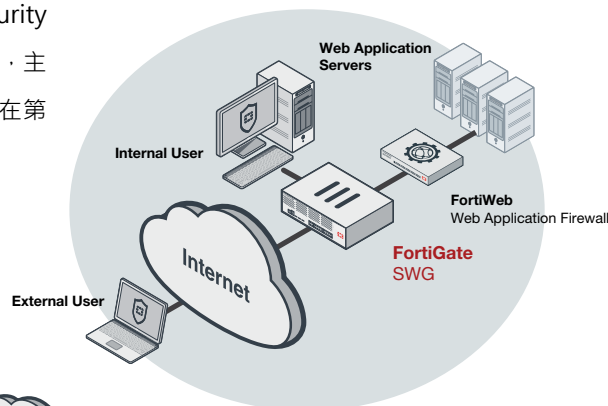 urity
，主
在第
Web Application
Servers
Internal User
FortiWeb
Web Application Firewall
FortiGate
SWG
Internet
External User